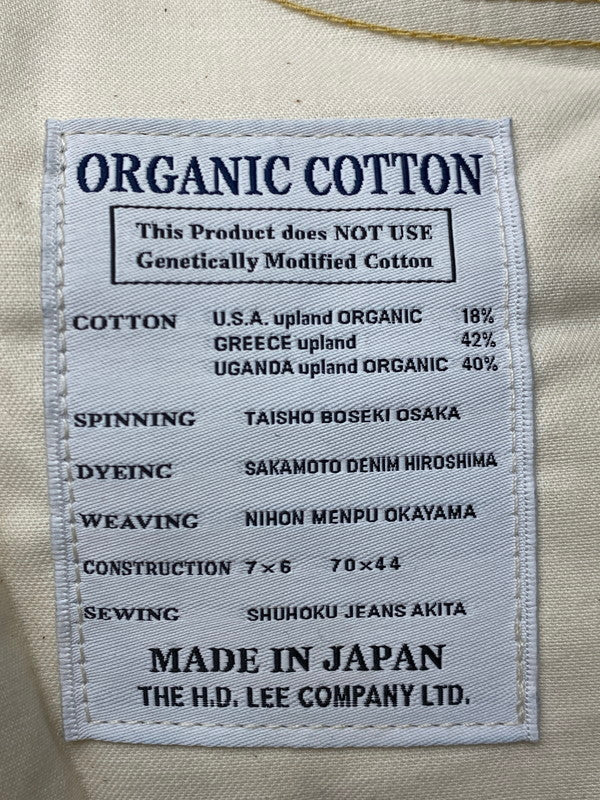 ORGANIC COTTON
This Product does NOT USE
Genetically Modified Cotton
COTTON U.S.A. upland ORGANIC 18%
GREECE upland 42%
UGANDA upland ORGANIC 40%
SPINNING TAISHO BOSEKI OSAKA
DYEING SAKAMOTO DENIM HIROSHIMA
WEAVING NIHON MENPU OKAYAMA
CONSTRUCTION 7×6 70×44
SEWING SHUHOKU JEANS AKITA
MADE IN JAPAN
THE H.D. LEE COMPANY LTD.